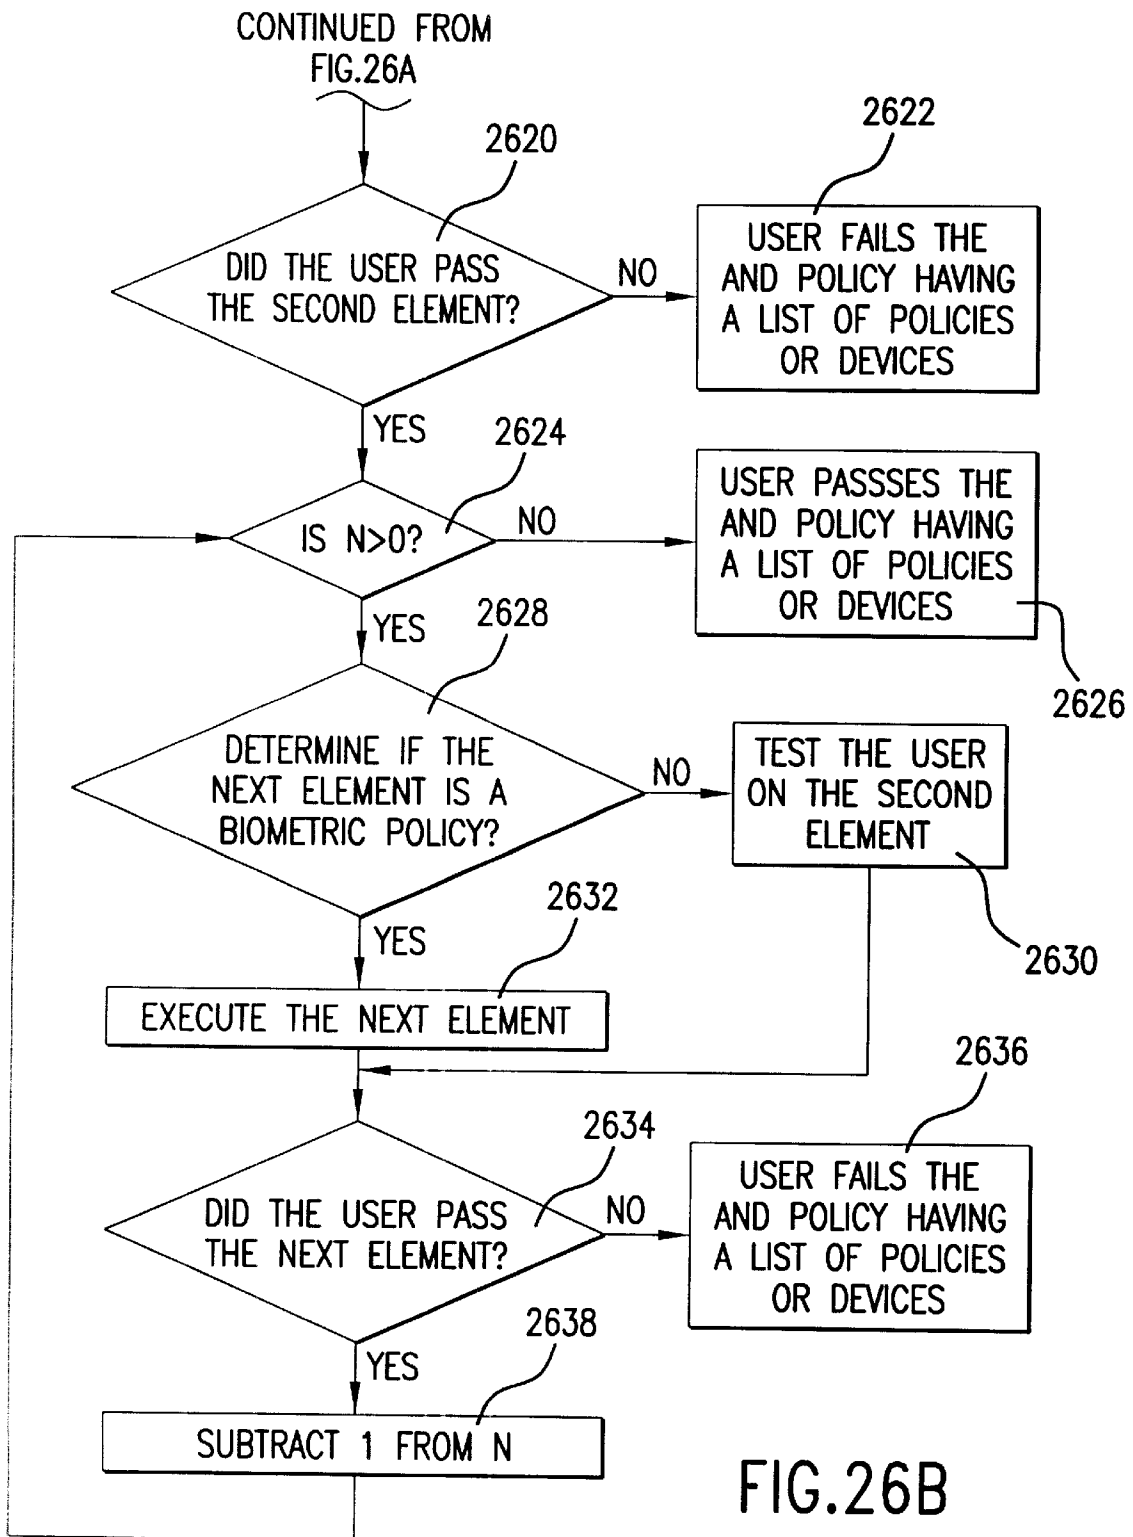 CONTINUED FROM
FIG.26A
2620
2622
DID THE USER PASS
THE SECOND ELEMENT?
NO
USER FAILS THE
AND POLICY HAVING
A LIST OF POLICIES
OR DEVICES
YES
2624
IS N>0?
NO
USER PASSSES THE
AND POLICY HAVING
A LIST OF POLICIES
OR DEVICES
2626
YES
2628
DETERMINE IF THE
NEXT ELEMENT IS A
BIOMETRIC POLICY?
NO
TEST THE USER
ON THE SECOND
ELEMENT
2630
YES
2632
EXECUTE THE NEXT ELEMENT
2634
2636
DID THE USER PASS
THE NEXT ELEMENT?
NO
USER FAILS THE
AND POLICY HAVING
A LIST OF POLICIES
OR DEVICES
YES
2638
SUBTRACT 1 FROM N
FIG.26B